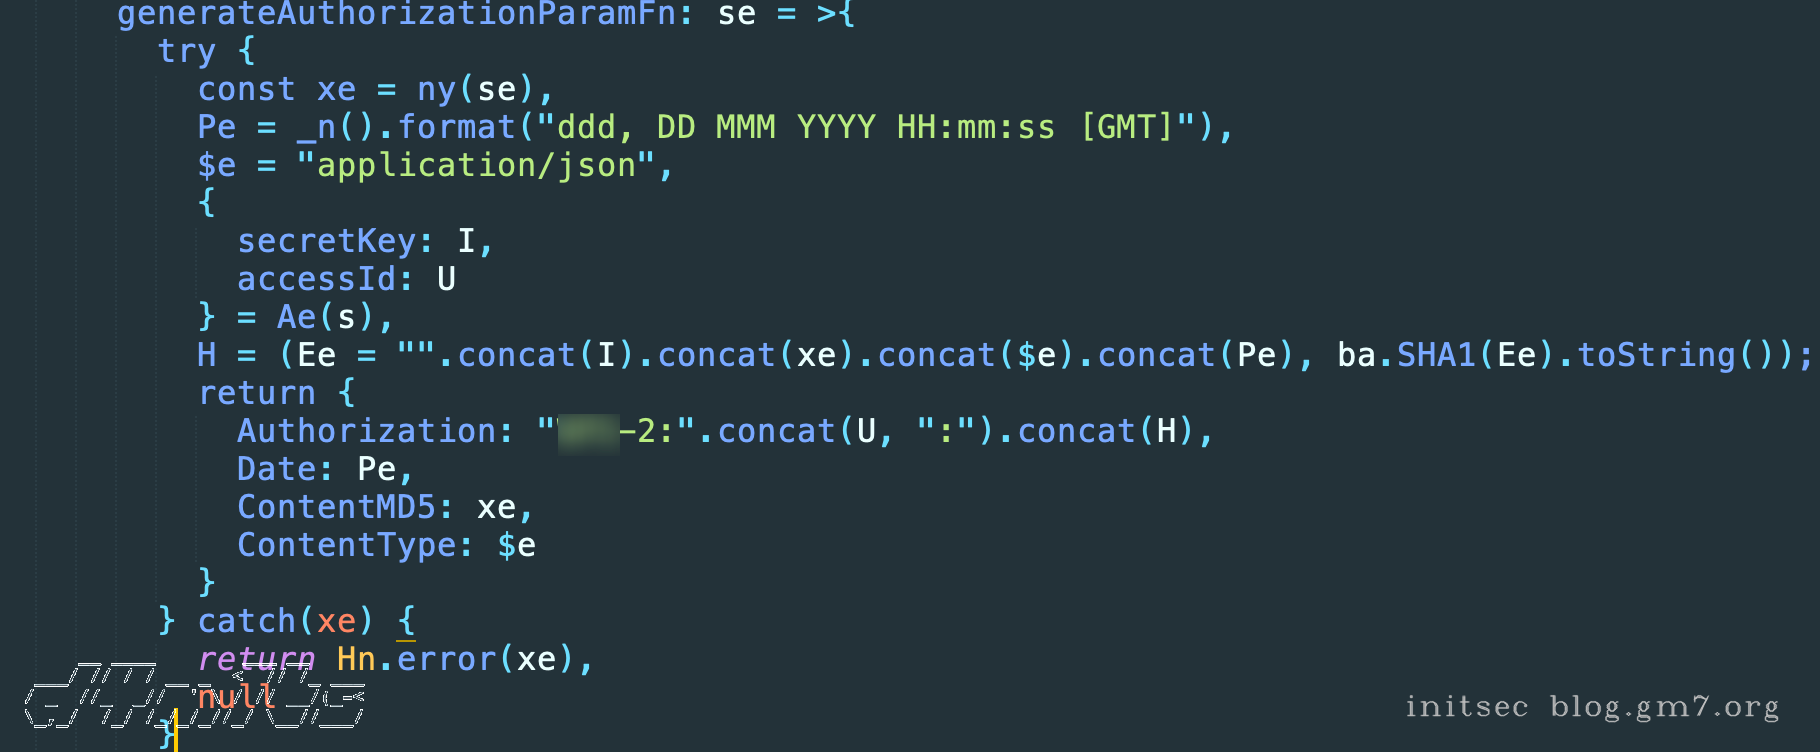 generateAuthorizationParamFn: se = >{
try {
const xe = ny(se),
Pe = _n().format("ddd, DD MMM YYYY HH:mm:ss [GMT]"),
$e = "application/json",
{
secretKey: I,
accessId: U
} = Ae(s),
H = (Ee = "".concat(I).concat(xe).concat($e).concat(Pe), ba.SHA1(Ee).toString());
return {
Authorization: "-2:".concat(U, ":").concat(H),
Date: Pe,
ContentMD5: xe,
ContentType: $e
}
} catch(xe) {
return Hn.error(xe),
null
}
initsec blog.gm7.org